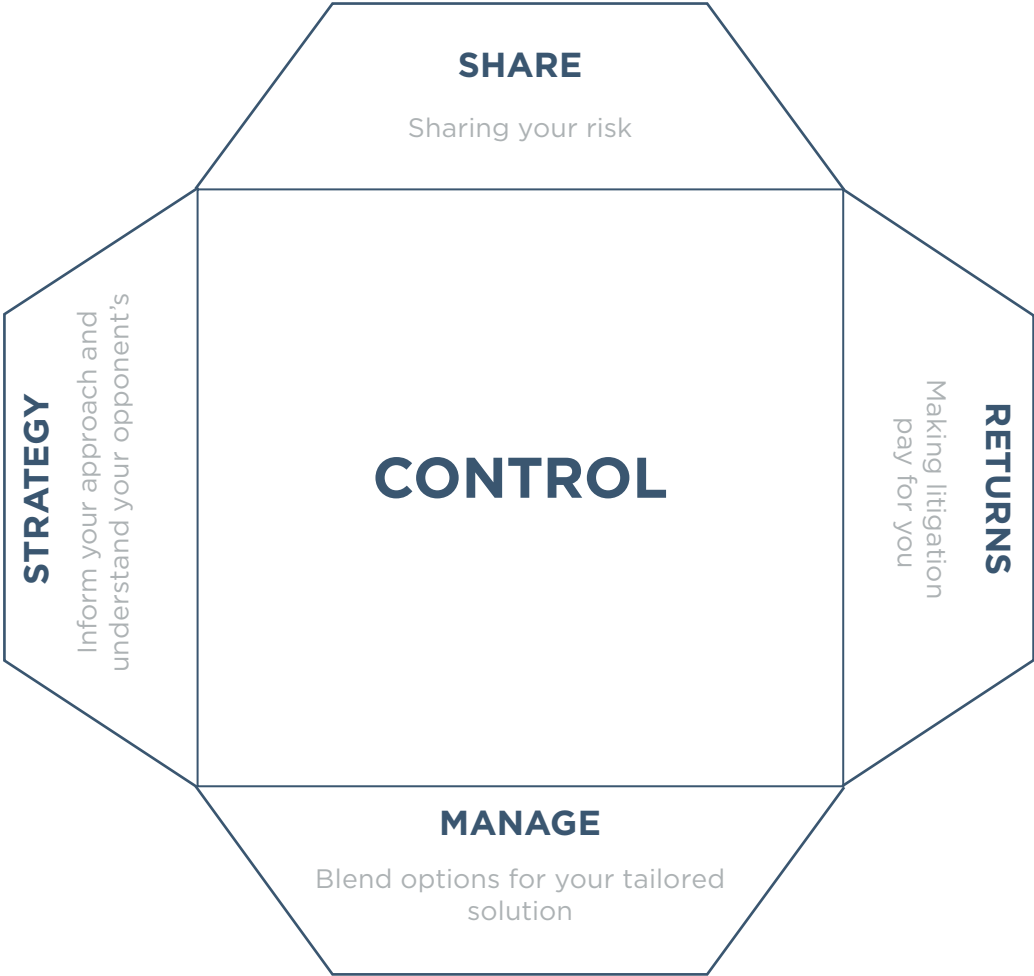 SHARE
Sharing your risk
STRATEGY
Inform your approach and
understand your opponent's
CONTROL
RETURNS
Making litigation
pay for you
MANAGE
Blend options for your tailored
solution